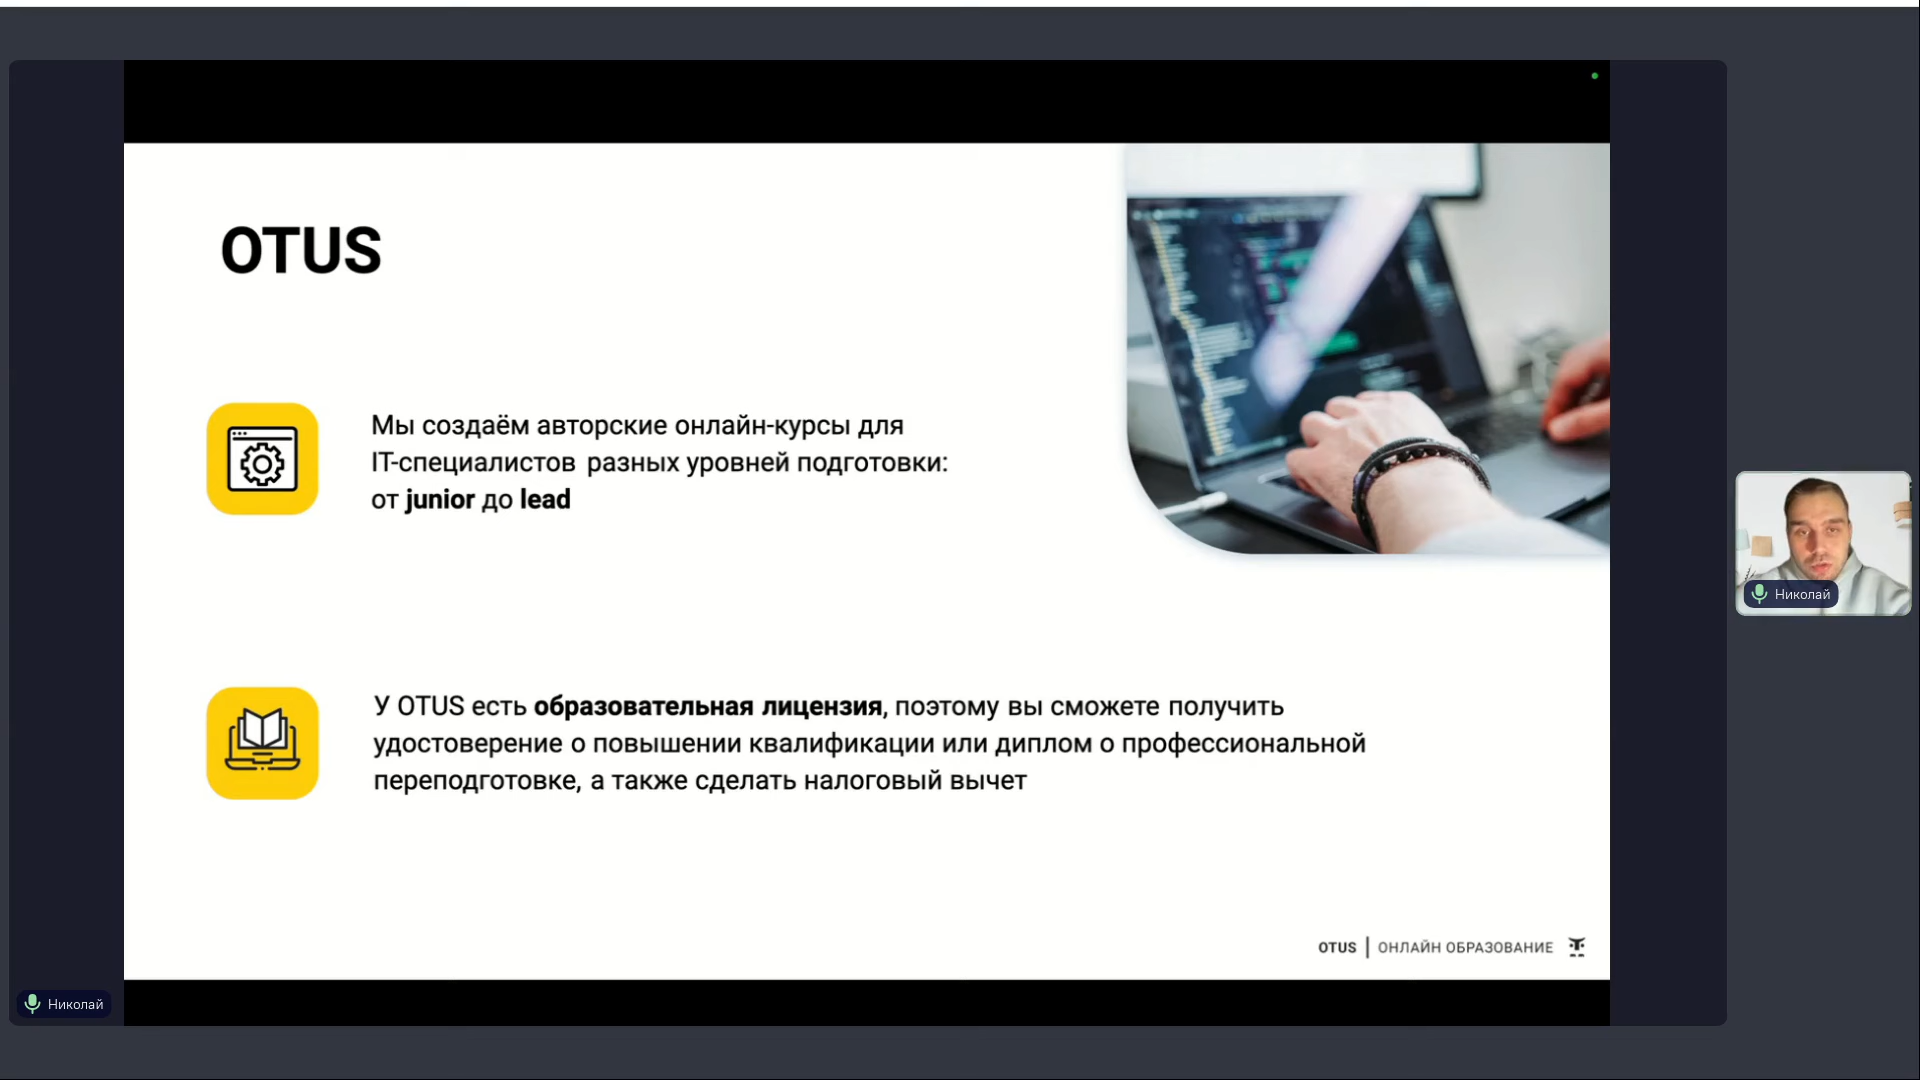 OTUS
Мы создаём авторские онлайн-курсы для
IT-специалистов разных уровней подготовки:
от junior до lead
У OTUS есть образовательная лицензия, поэтому вы сможете получить
удостоверение о повышении квалификации или диплом о профессиональной
переподготовке, а также сделать налоговый вычет
OTUS | ОНЛАЙН ОБРАЗОВАНИЕ
Николай
Николай